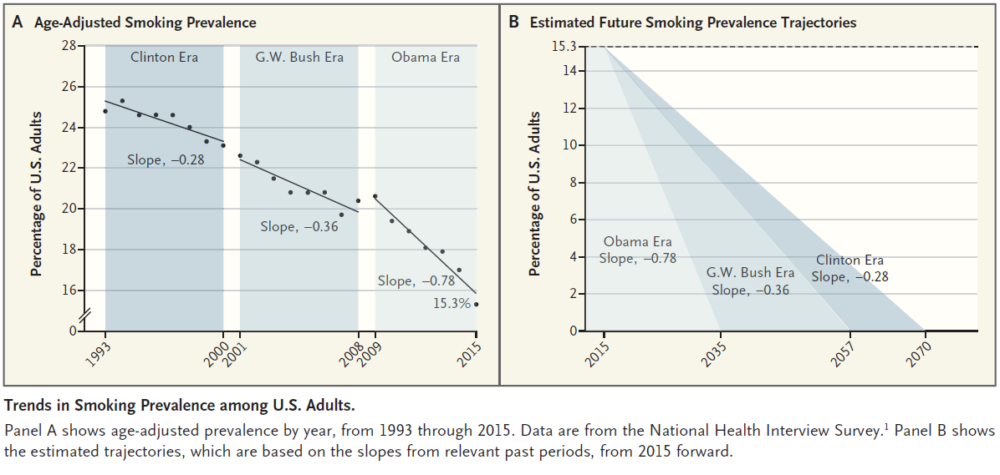 A Age-Adjusted Smoking Prevalence
Percentage of U.S. Adults
28
26
24
22
20
18
16
0
Clinton Era
G.W. Bush Era
Obama Era
Slope, –0.28
Slope, –0.36
Slope, –0.78
15.3%
1993
2000
2001
2008
2009
2015
B Estimated Future Smoking Prevalence Trajectories
Percentage of U.S. Adults
15.3
14
12
10
8
6
4
2
0
Obama Era
Slope, –0.78
G.W. Bush Era
Slope, –0.36
Clinton Era
Slope, –0.28
2015
2035
2057
2070
Trends in Smoking Prevalence among U.S. Adults.
Panel A shows age-adjusted prevalence by year, from 1993 through 2015. Data are from the National Health Interview Survey.¹ Panel B shows
the estimated trajectories, which are based on the slopes from relevant past periods, from 2015 forward.